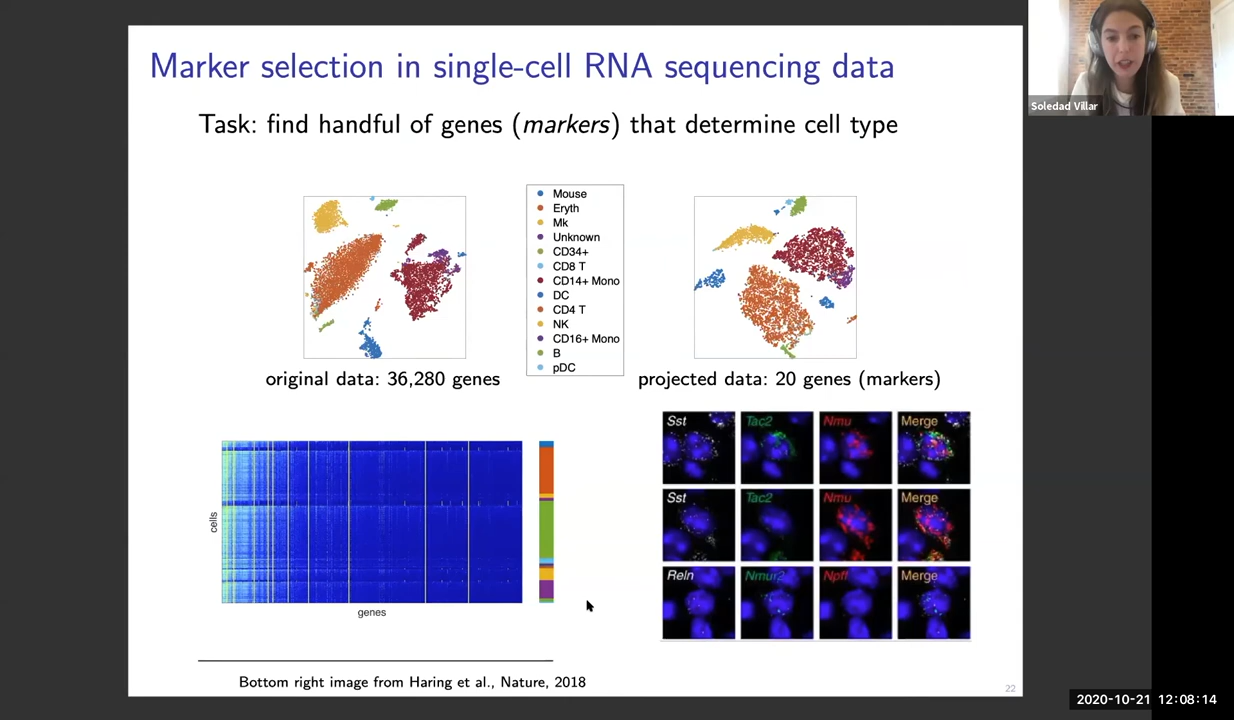 Marker selection in single-cell RNA sequencing data
Soledad Villar
Task: find handful of genes (markers) that determine cell type
Mouse
Eryth
Mk
Unknown
CD34+
CD8 T
CD14+ Mono
DC
CD4 T
NK
CD16+ Mono
B
pDC
original data: 36,280 genes
projected data: 20 genes (markers)
cells
genes
Sst Tac2 Nmu Merge
Sst Tac2 Nmu Merge
Reln Nmur2 Npff Merge
Bottom right image from Haring et al., Nature, 2018
22
2020-10-21 12:08:14